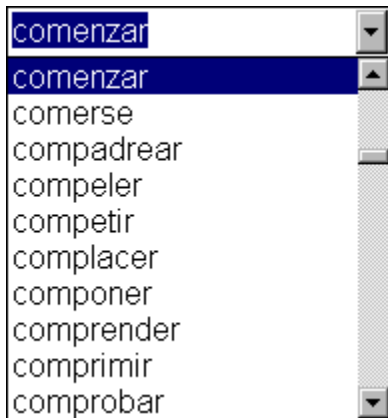 comenzar
comenzar
comerse
compadrear
compeler
competir
complacer
componer
comprender
comprimir
comprobar